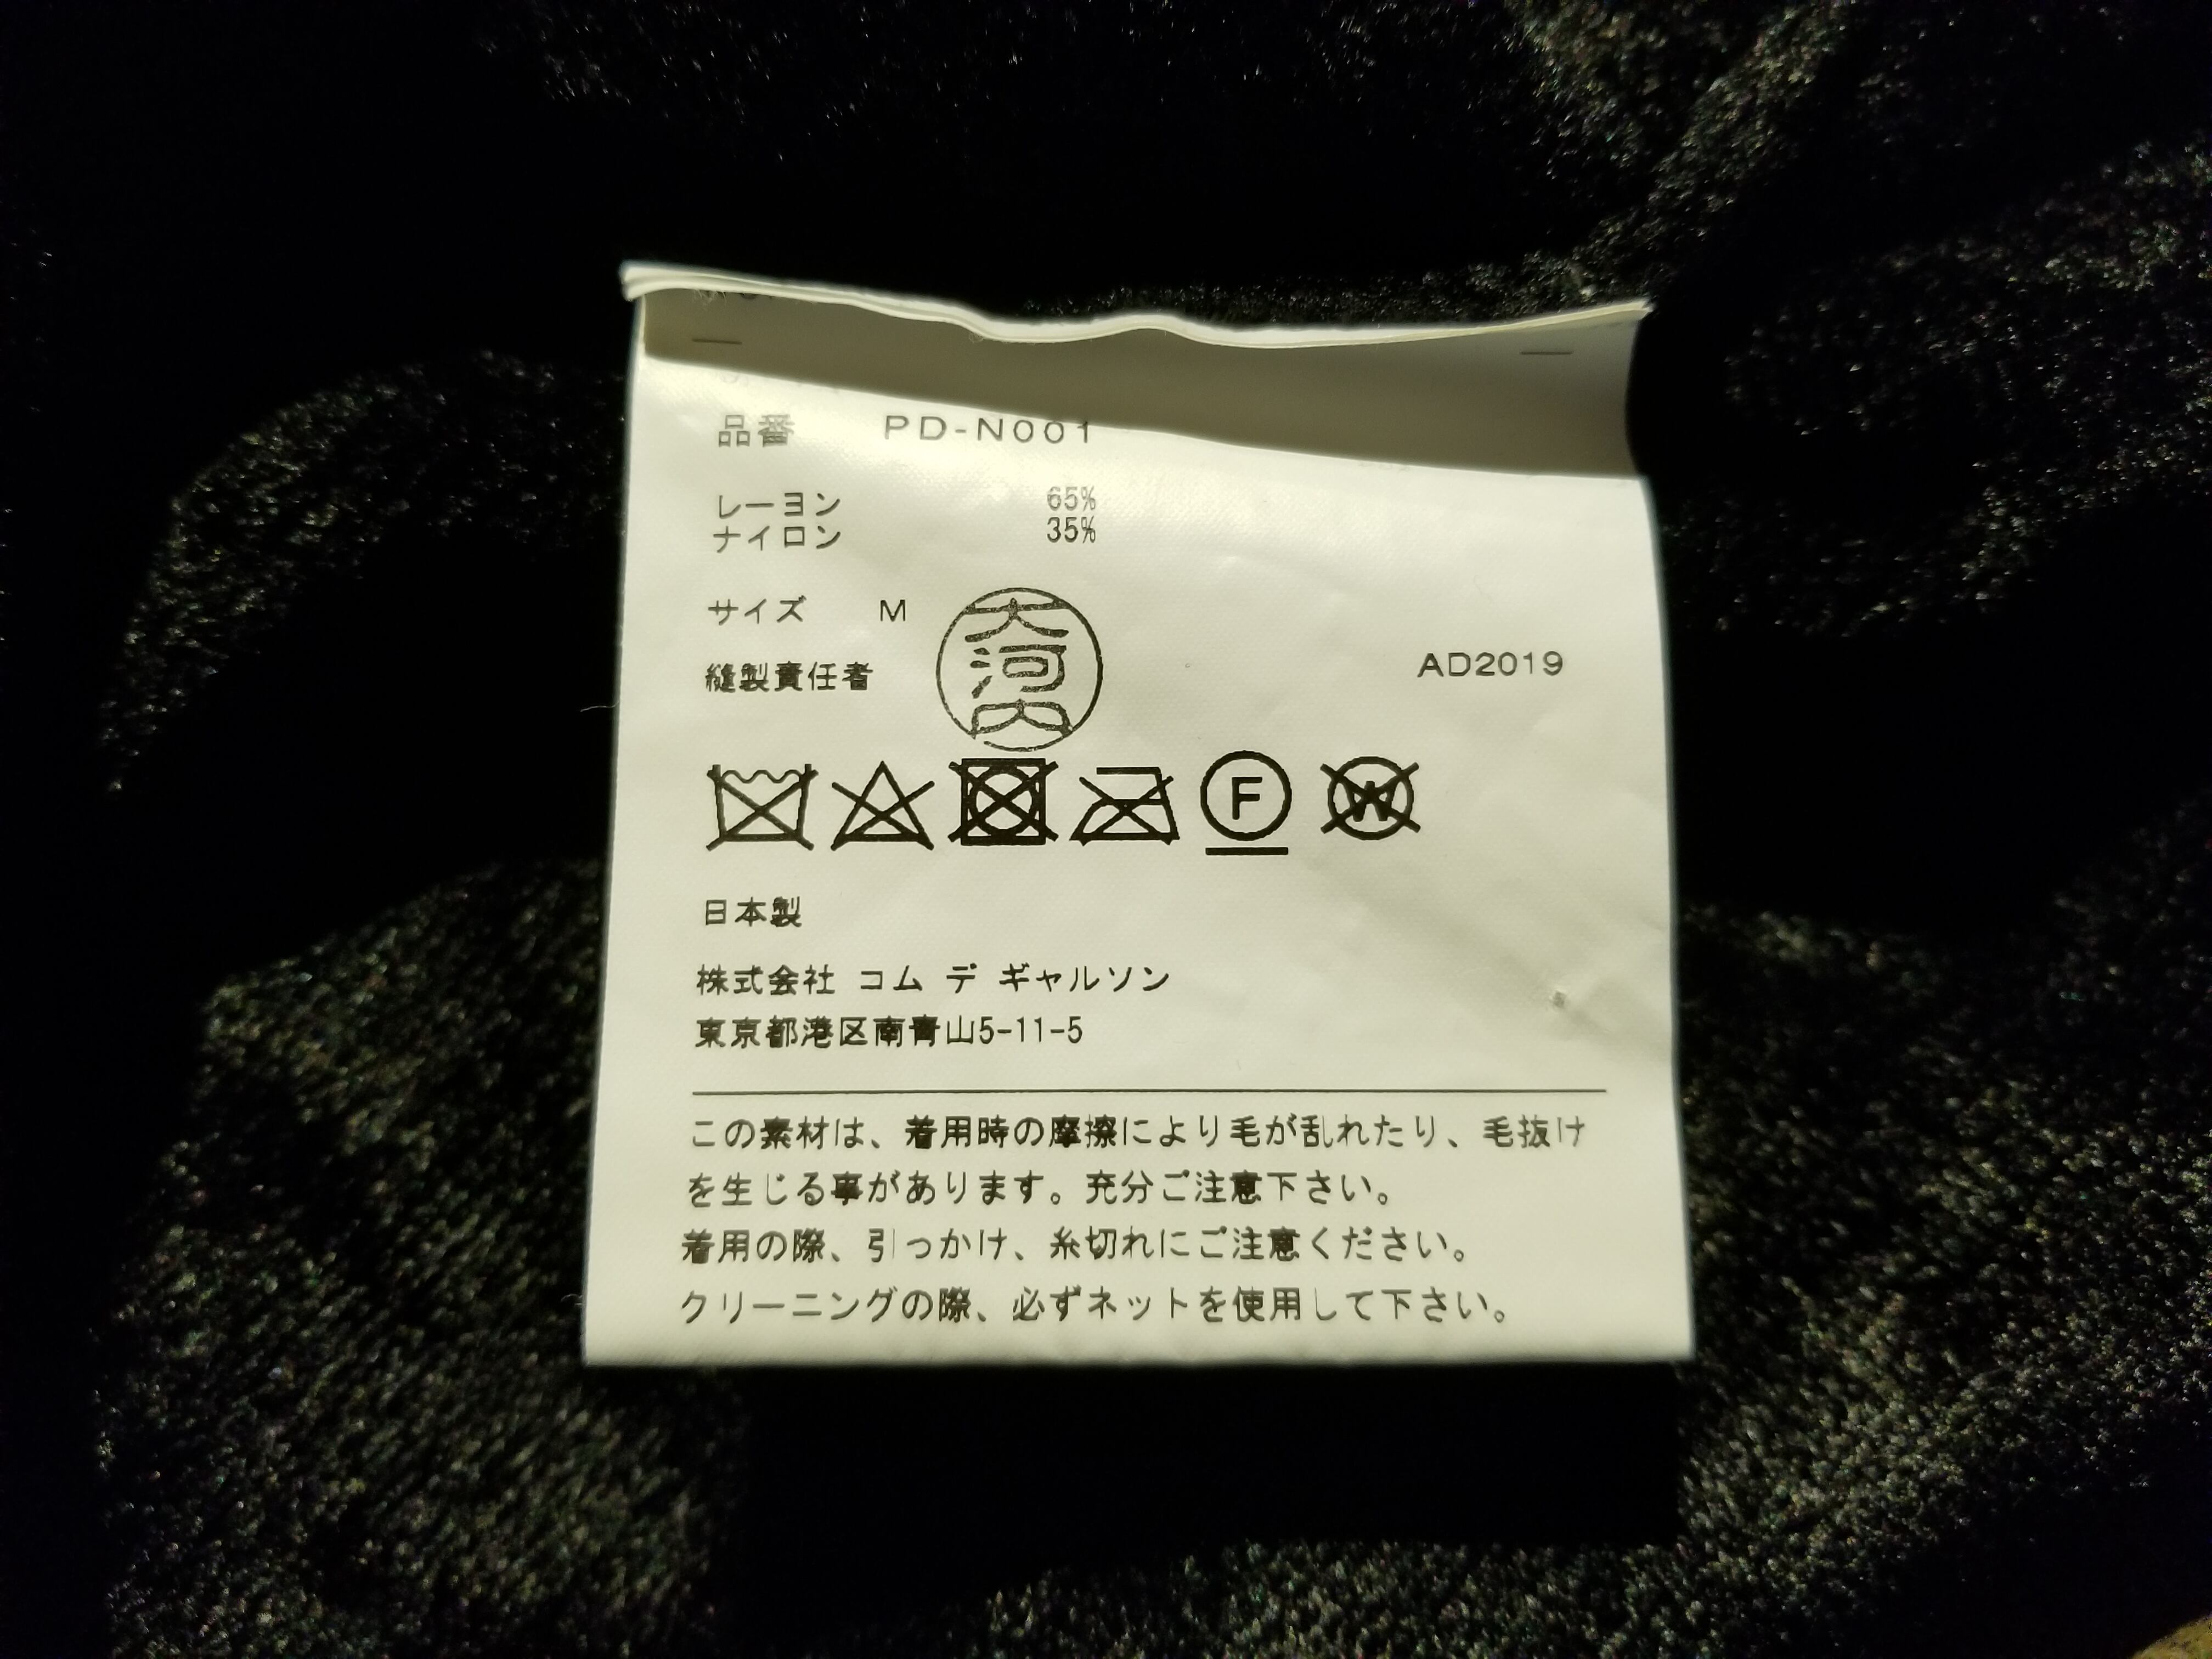 品番 PD-N001
レーヨン 65%
ナイロン 35%
サイズ M
大河内
縫製責任者
AD2019
F
W
日本製
株式会社 コム デ ギャルソン
東京都港区南青山5-11-5
この素材は、着用時の摩擦により毛が乱れたり、毛抜け
を生じる事があります。充分ご注意下さい。
着用の際、引っかけ、糸切れにご注意ください。
クリーニングの際、必ずネットを使用して下さい。